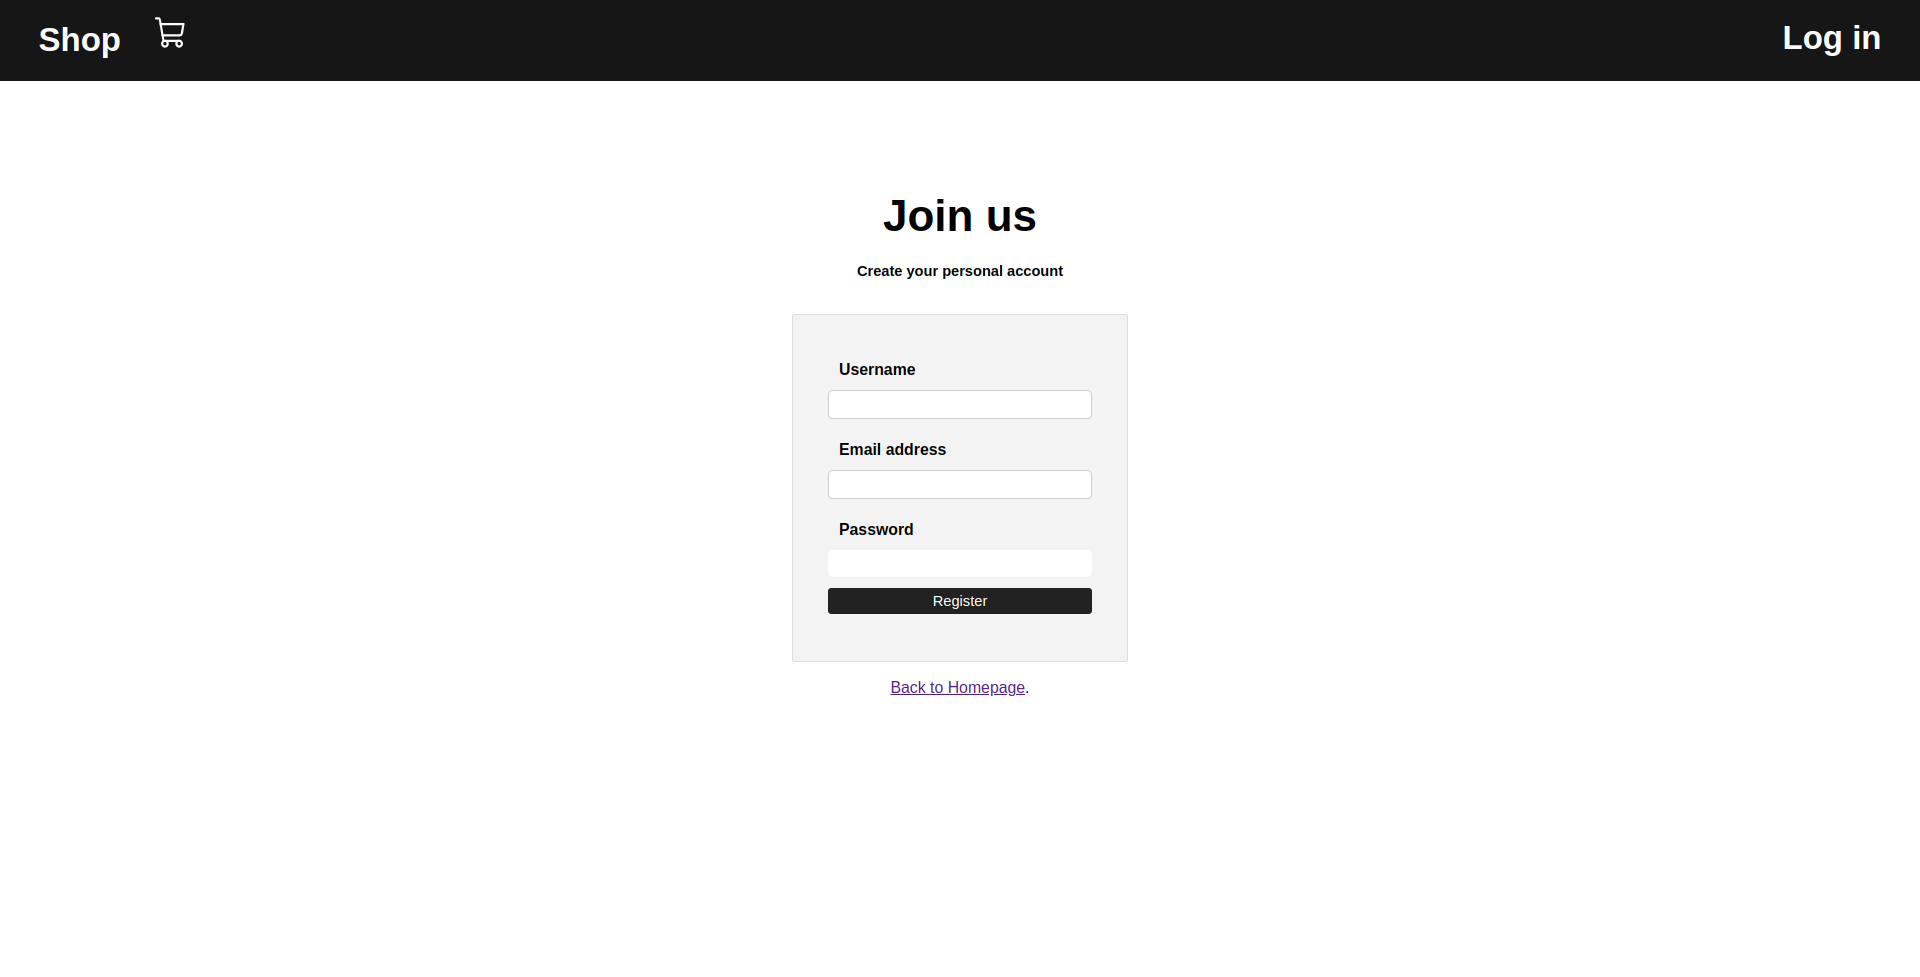 Shop
Log in
Join us
Create your personal account
Username
Email address
Password
Register
Back to Homepage.